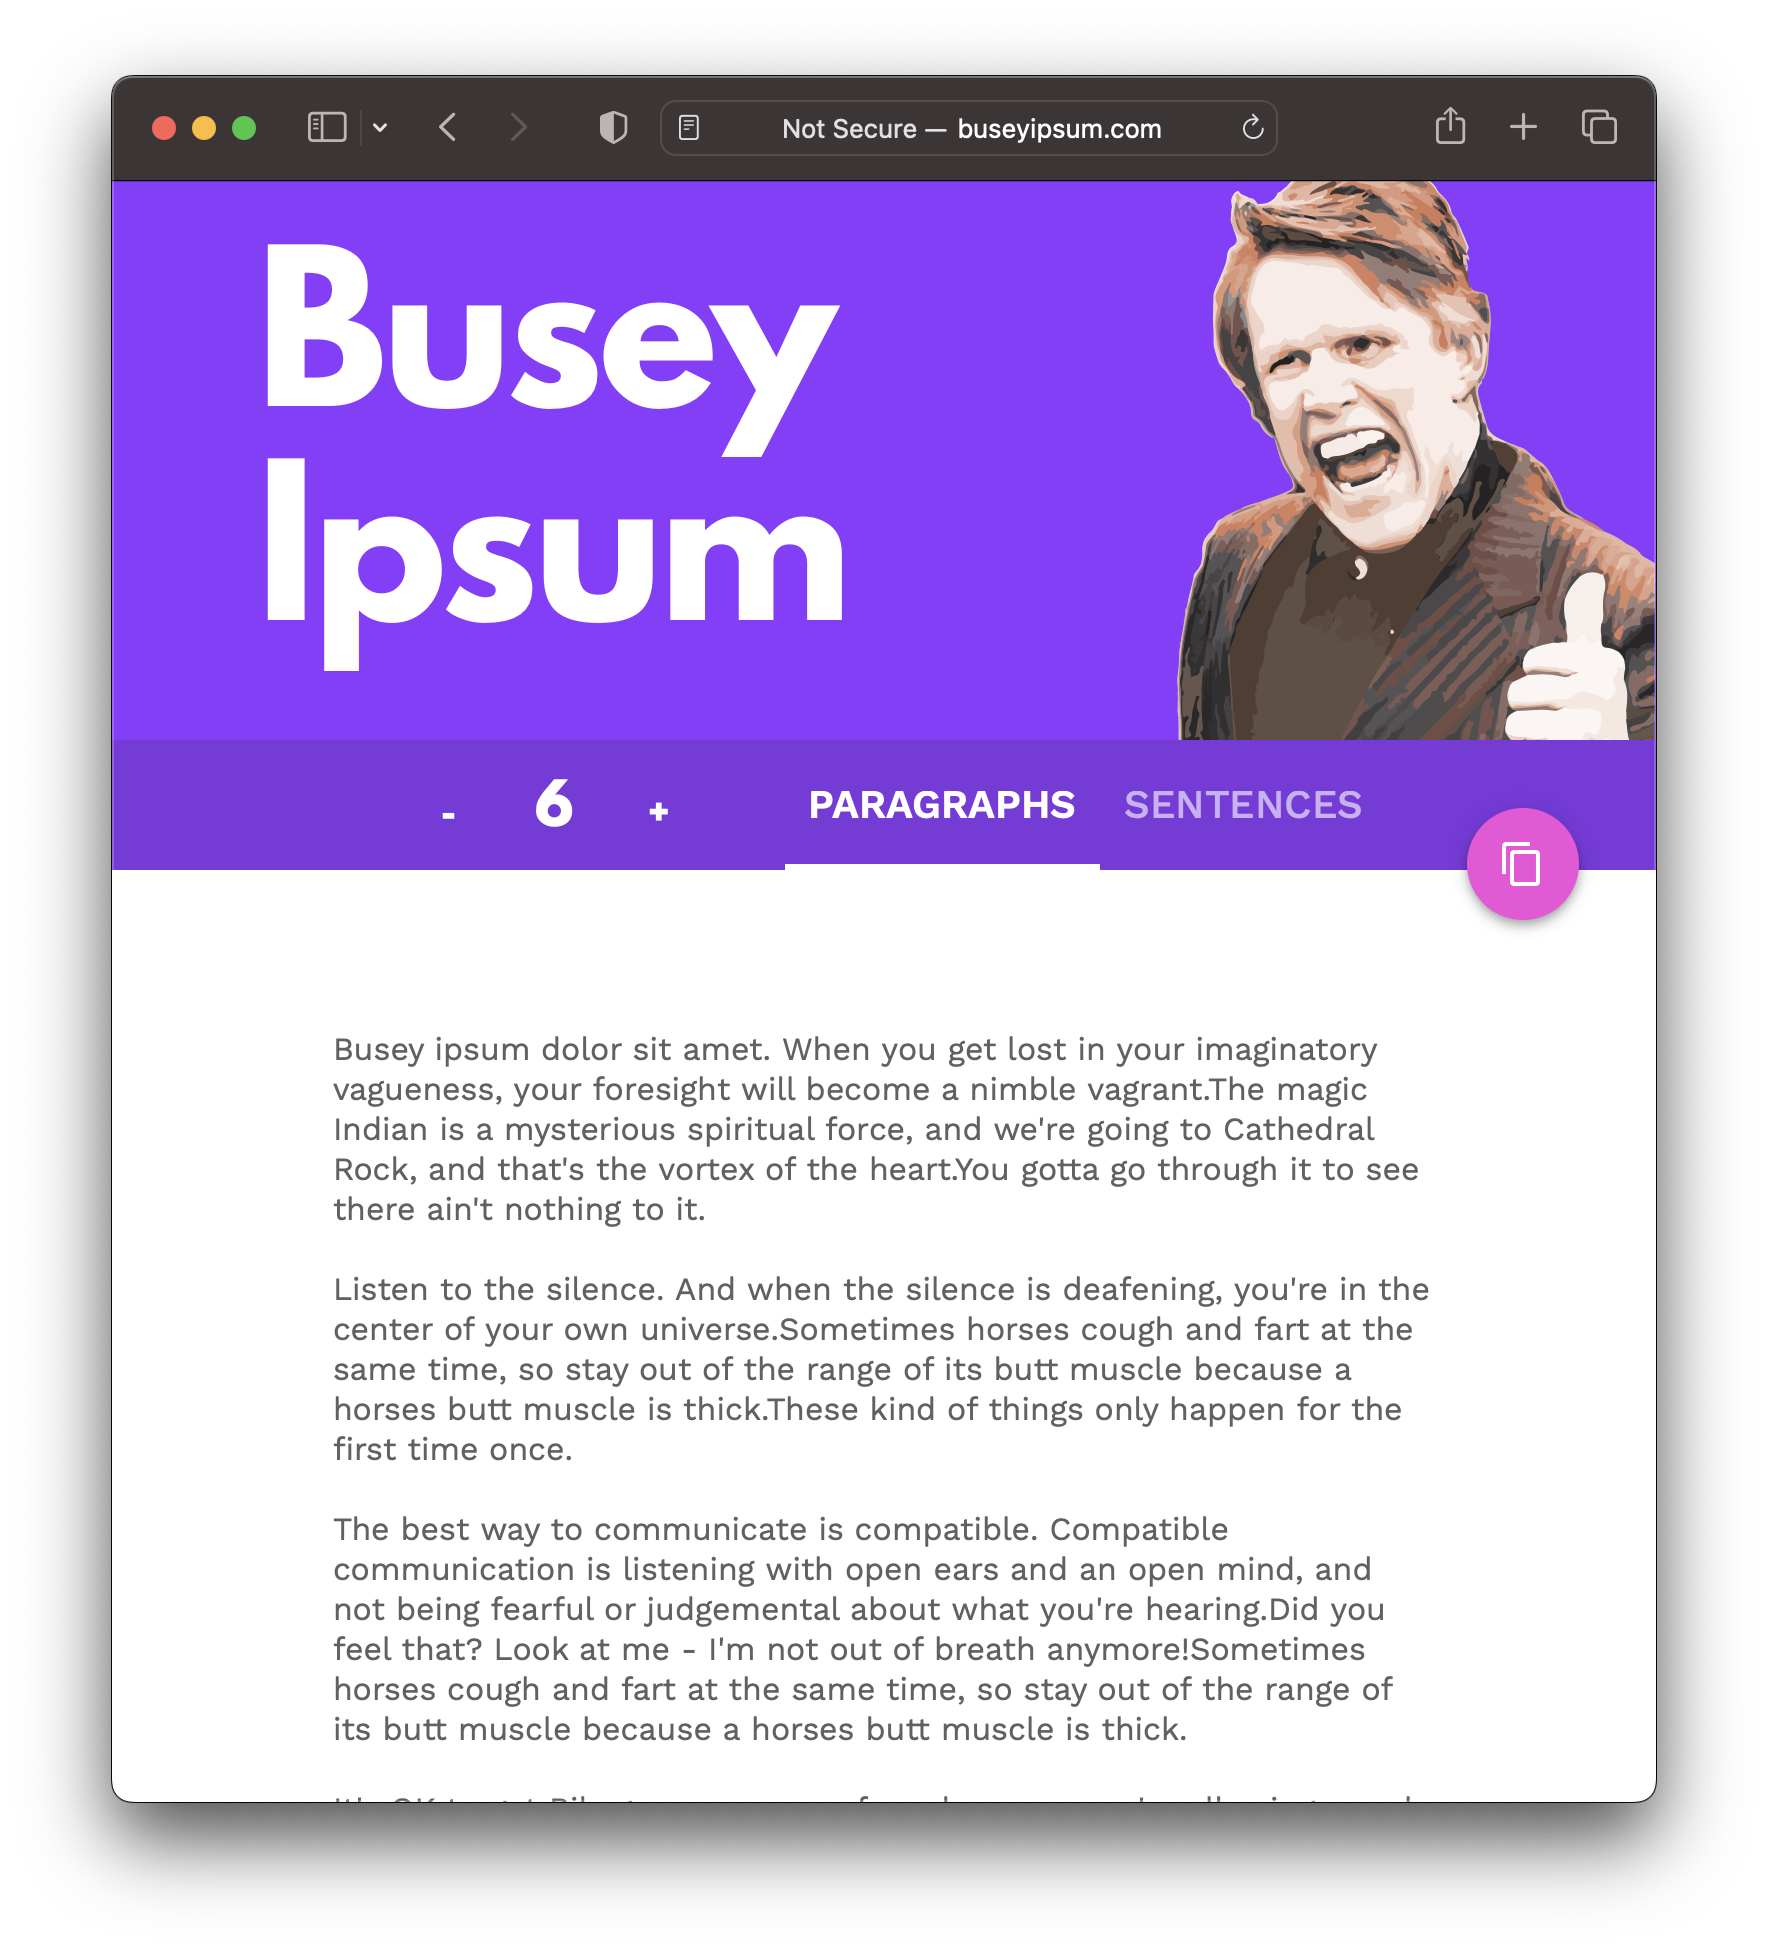 Not Secure — buseyipsum.com
Busey
Ipsum
- 6 + PARAGRAPHS SENTENCES
Busey ipsum dolor sit amet. When you get lost in your imaginatory
vagueness, your foresight will become a nimble vagrant.The magic
Indian is a mysterious spiritual force, and we're going to Cathedral
Rock, and that's the vortex of the heart.You gotta go through it to see
there ain't nothing to it.
Listen to the silence. And when the silence is deafening, you're in the
center of your own universe.Sometimes horses cough and fart at the
same time, so stay out of the range of its butt muscle because a
horses butt muscle is thick.These kind of things only happen for the
first time once.
The best way to communicate is compatible. Compatible
communication is listening with open ears and an open mind, and
not being fearful or judgemental about what you're hearing.Did you
feel that? Look at me - I'm not out of breath anymore!Sometimes
horses cough and fart at the same time, so stay out of the range of
its butt muscle because a horses butt muscle is thick.